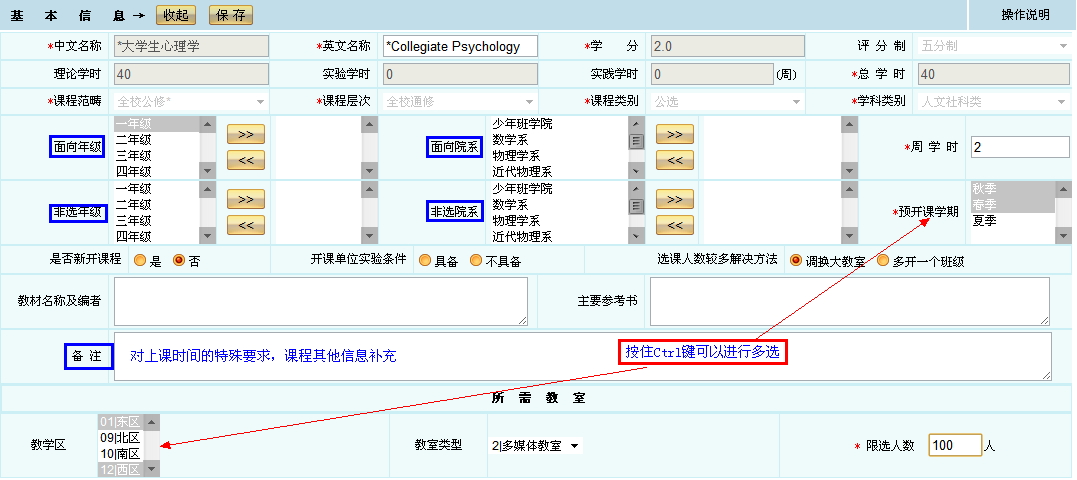 基 本 信 息 → 收起 保 存 操作说明
*中文名称 *大学生心理学 *英文名称 *Collegiate Psychology *学 分 2.0 评 分 制 五分制
理论学时 40 实验学时 0 实践学时 0 (周) *总 学 时 40
*课程范畴 全校公修* *课程层次 全校通修 *课程类别 公选 *学科类别 人文社科类
面向年级
一年级
二年级
三年级
四年级
>>
<<
面向院系
少年班学院
数学系
物理学系
近代物理系
>>
<<
*周 学 时 2
非选年级
一年级
二年级
三年级
四年级
>>
<<
非选院系
少年班学院
数学系
物理学系
近代物理系
>>
<<
*预开课学期
秋季
春季
夏季
是否新开课程 是 否 开课单位实验条件 具备 不具备 选课人数较多解决方法 调换大教室 多开一个班级
教材名称及编者 主要参考书
备 注 对上课时间的特殊要求，课程其他信息补充 按住Ctrl键可以进行多选
所 需 教 室
教学区
01|东区
09|北区
10|南区
12|西区
教室类型 2|多媒体教室 * 限选人数 100 人